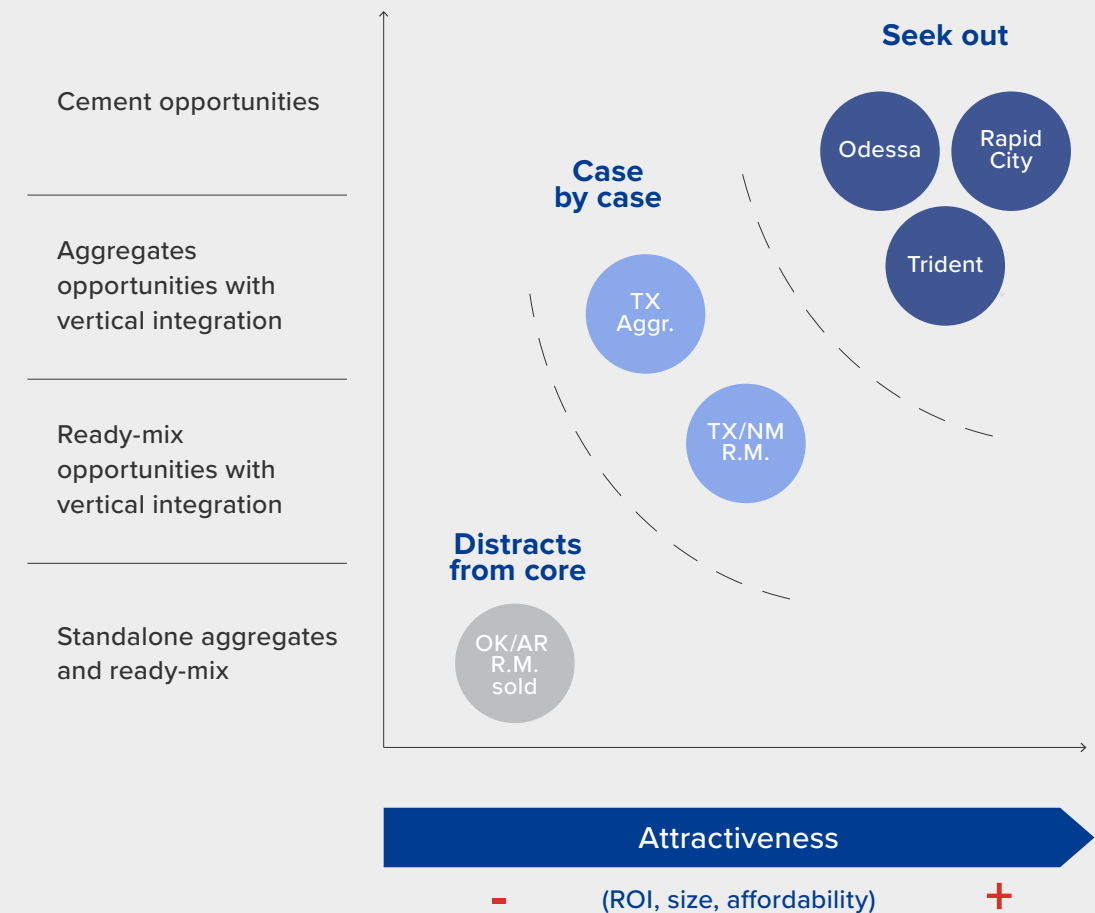 Seek out
Cement opportunities
Odessa
Rapid
City
Case
by case
Trident
Aggregates
opportunities with
vertical integration
TX
Aggr.
Ready-mix
opportunities with
vertical integration
TX/NM
R.M.
Distracts
from core
Standalone aggregates
and ready-mix
OK/AR
R.M.
sold
Attractiveness
- (ROI, size, affordability) +